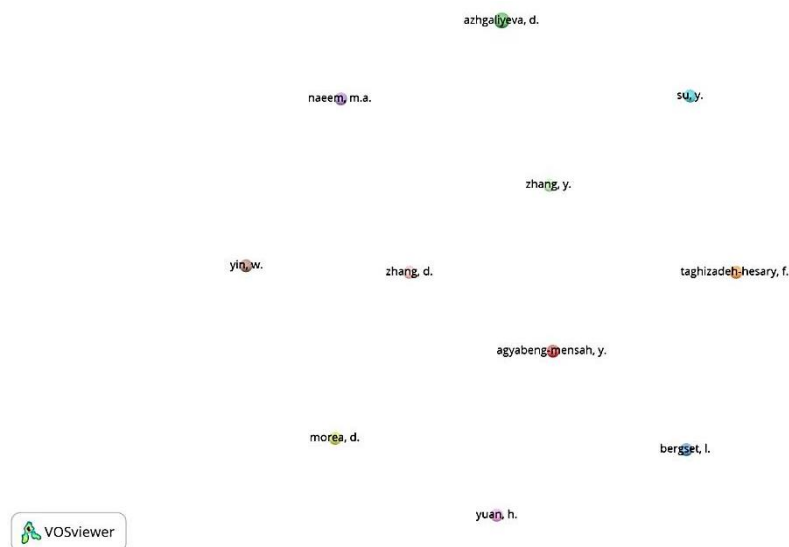 azhgaliyeva, d.
naeem, m.a.
su, y.
zhang, y.
yin, w.
zhang, d.
taghizadeh-hesary, f.
agyabeng-mensah, y.
morea, d.
bergset, l.
yuan, h.
VOSviewer